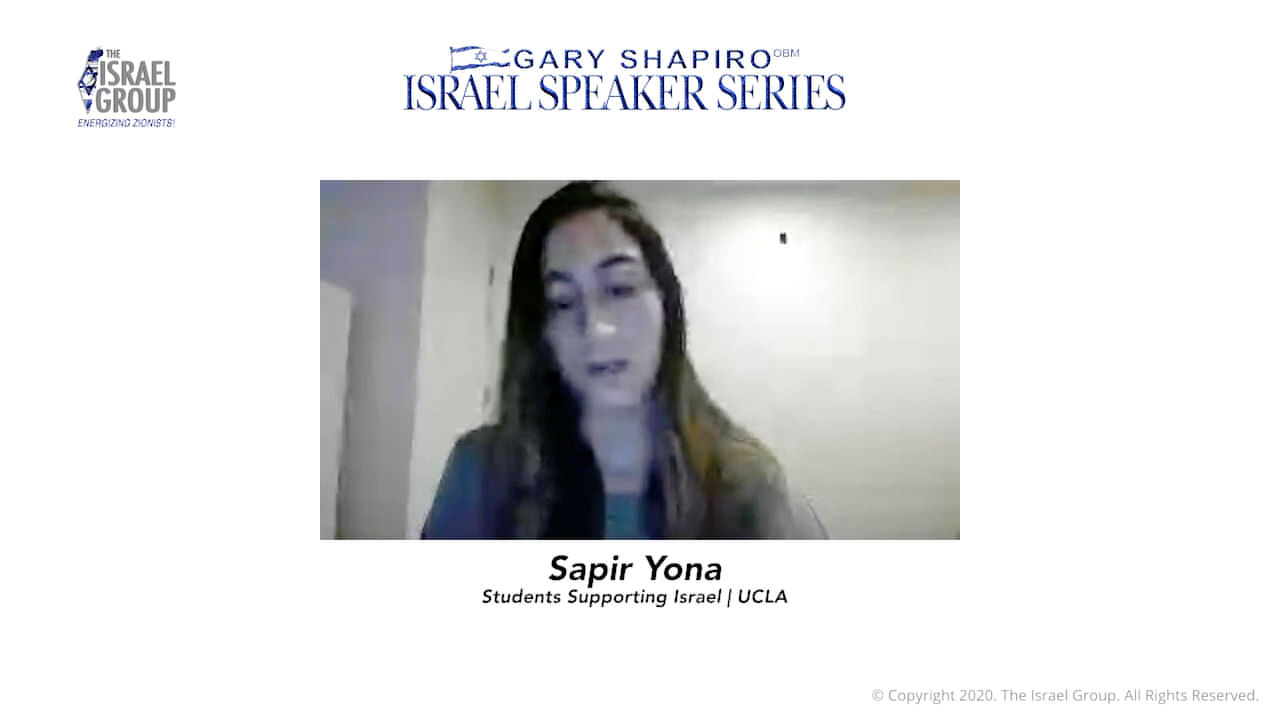 THE
ISRAEL
GROUP
ENERGIZING ZIONISTS!
GARY SHAPIRO OBM
ISRAEL SPEAKER SERIES
Sapir Yona
Students Supporting Israel | UCLA
© Copyright 2020. The Israel Group. All Rights Reserved.